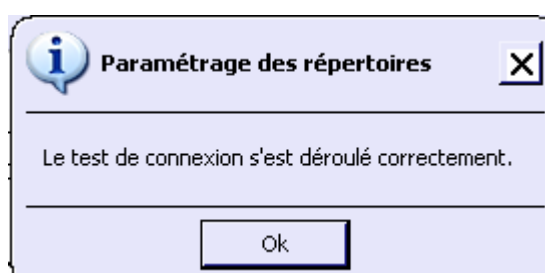 Paramétrage des répertoires
Le test de connexion s'est déroulé correctement.
Ok